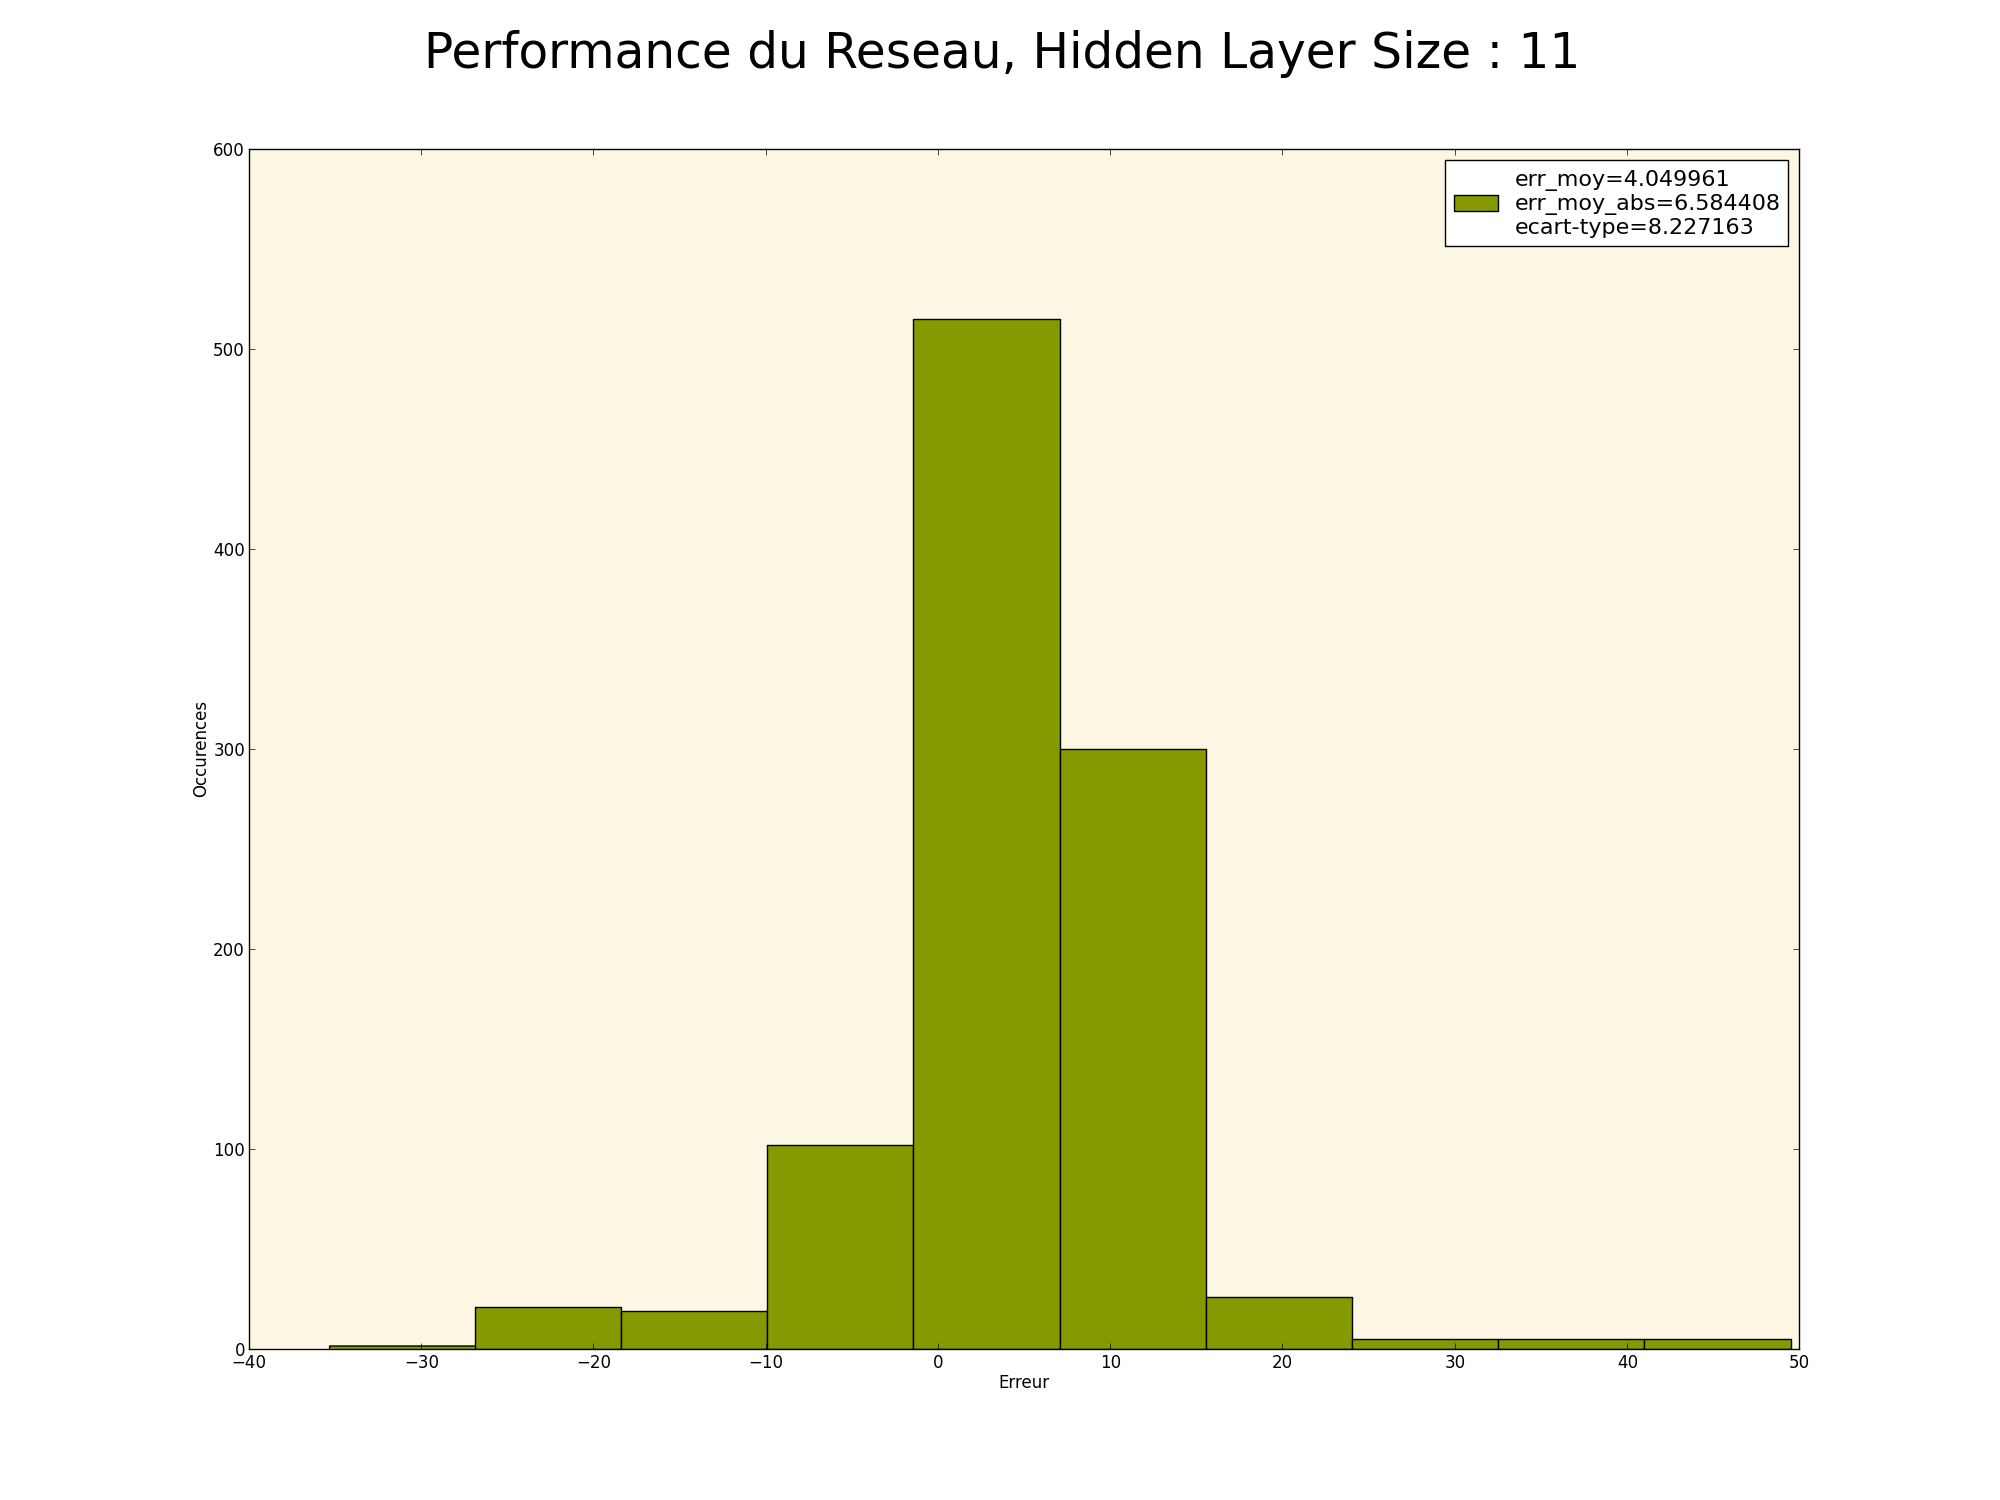 Performance du Reseau, Hidden Layer Size : 11
600
err_moy=4.049961
err_moy_abs=6.584408
ecart-type=8.227163
500
400
Occurences
300
200
100
0
−40 −30 −20 −10 0 10 20 30 40 50
Erreur